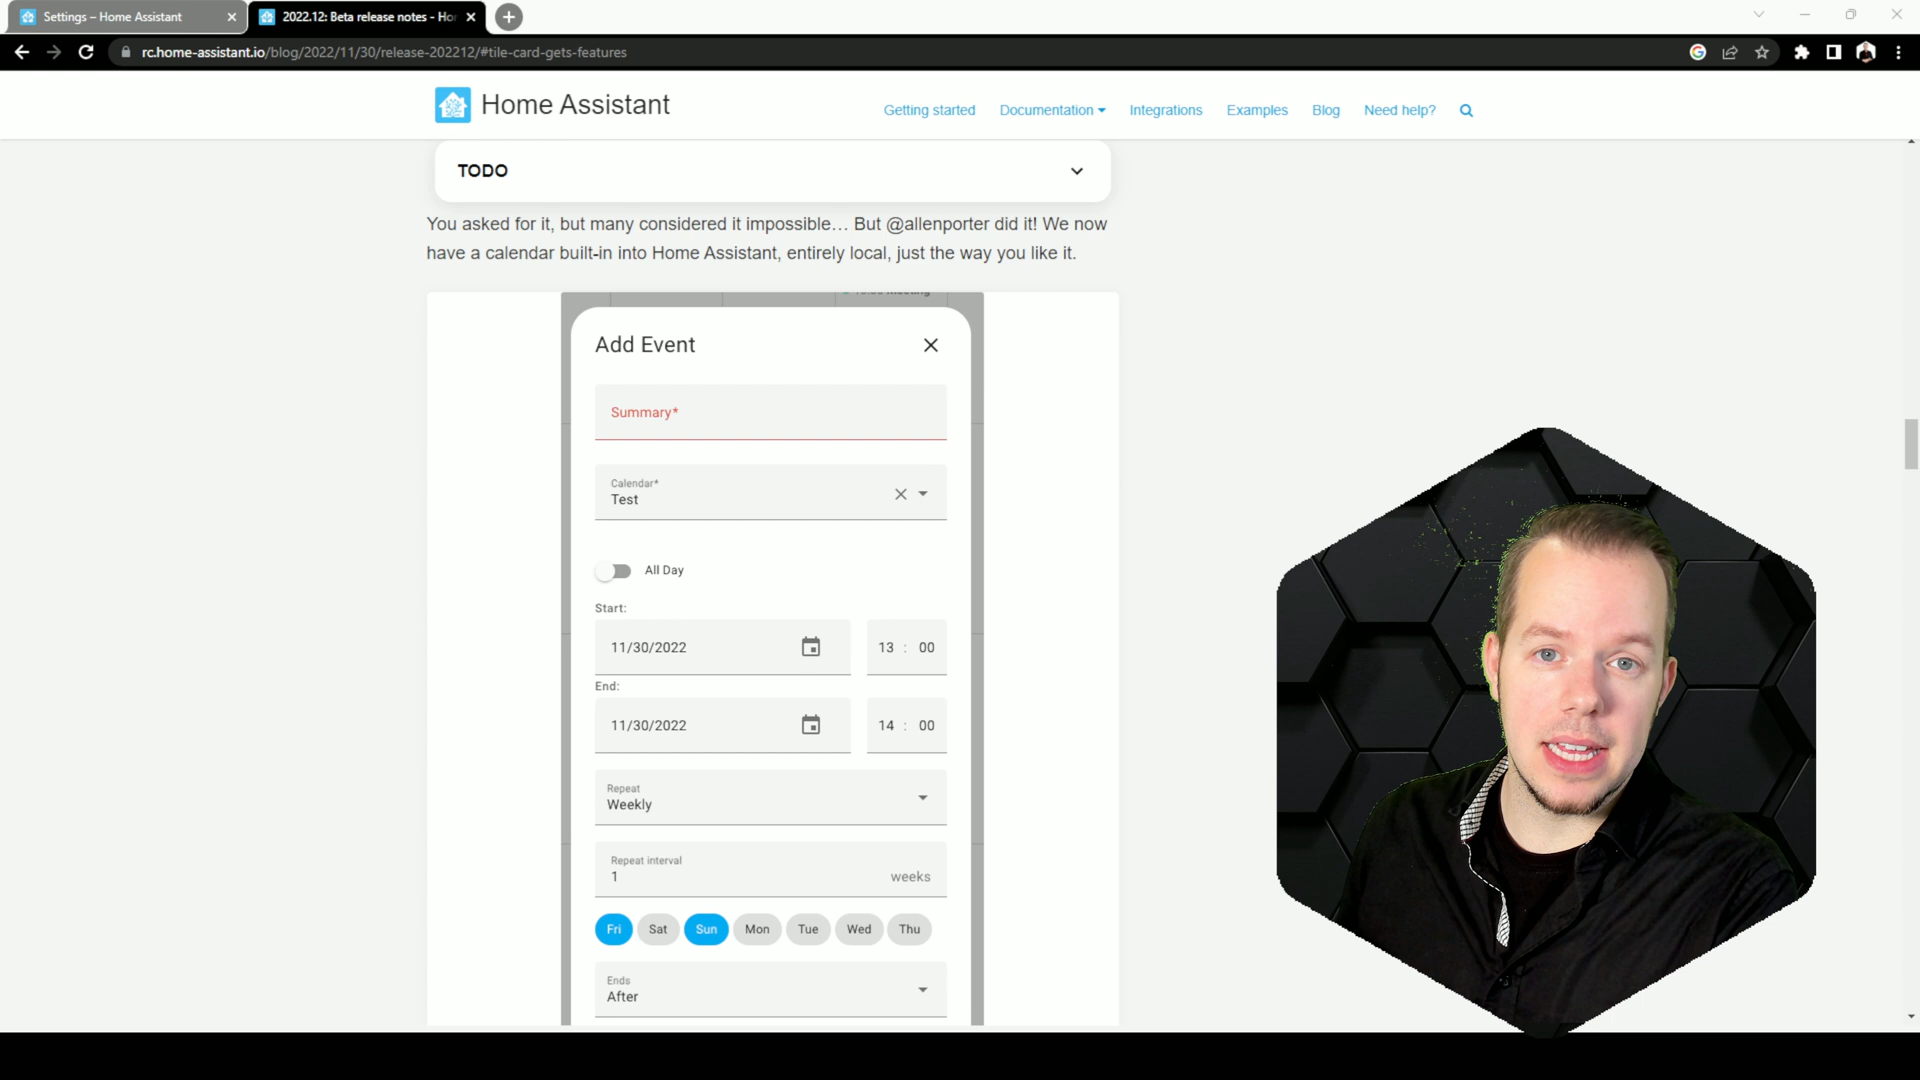 Settings – Home Assistant
2022.12: Beta release notes - Ho
rc.home-assistant.io/blog/2022/11/30/release-202212/#tile-card-gets-features
Home Assistant
Getting started
Documentation
Integrations
Examples
Blog
Need help?
TODO
You asked for it, but many considered it impossible… But @allenporter did it! We now
have a calendar built-in into Home Assistant, entirely local, just the way you like it.
Add Event
Summary*
Calendar*
Test
All Day
Start:
11/30/2022
13 : 00
End:
11/30/2022
14 : 00
Repeat
Weekly
Repeat interval
1 weeks
Fri Sat Sun Mon Tue Wed Thu
Ends
After